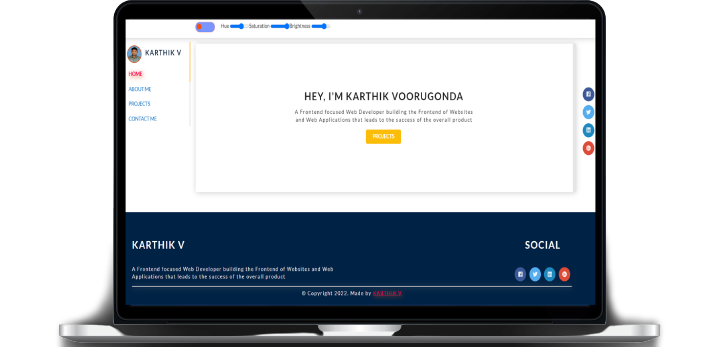 Hue Saturation Brightness
KARTHIK V
HOME
ABOUT ME
PROJECTS
CONTACT ME
HEY, I'M KARTHIK VOORUGONDA
A Frontend focused Web Developer building the Frontend of Websites
and Web Applications that leads to the success of the overall product
PROJECTS
KARTHIK V
A Frontend focused Web Developer building the Frontend of Websites and Web
Applications that leads to the success of the overall product
SOCIAL
© Copyright 2022. Made by KARTHIK V